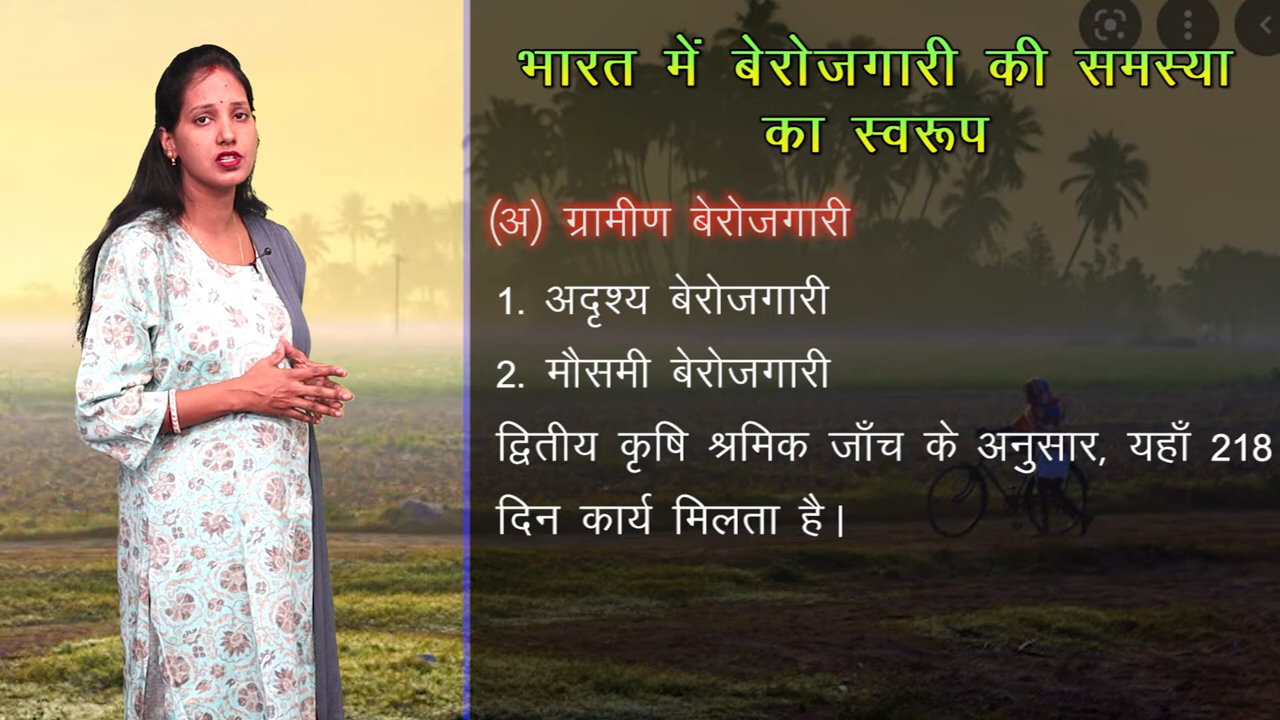 भारत में बेरोजगारी की समस्या
का स्वरूप
(अ) ग्रामीण बेरोजगारी
1. अदृश्य बेरोजगारी
2. मौसमी बेरोजगारी
द्वितीय कृषि श्रमिक जाँच के अनुसार, यहाँ 218
दिन कार्य मिलता है।